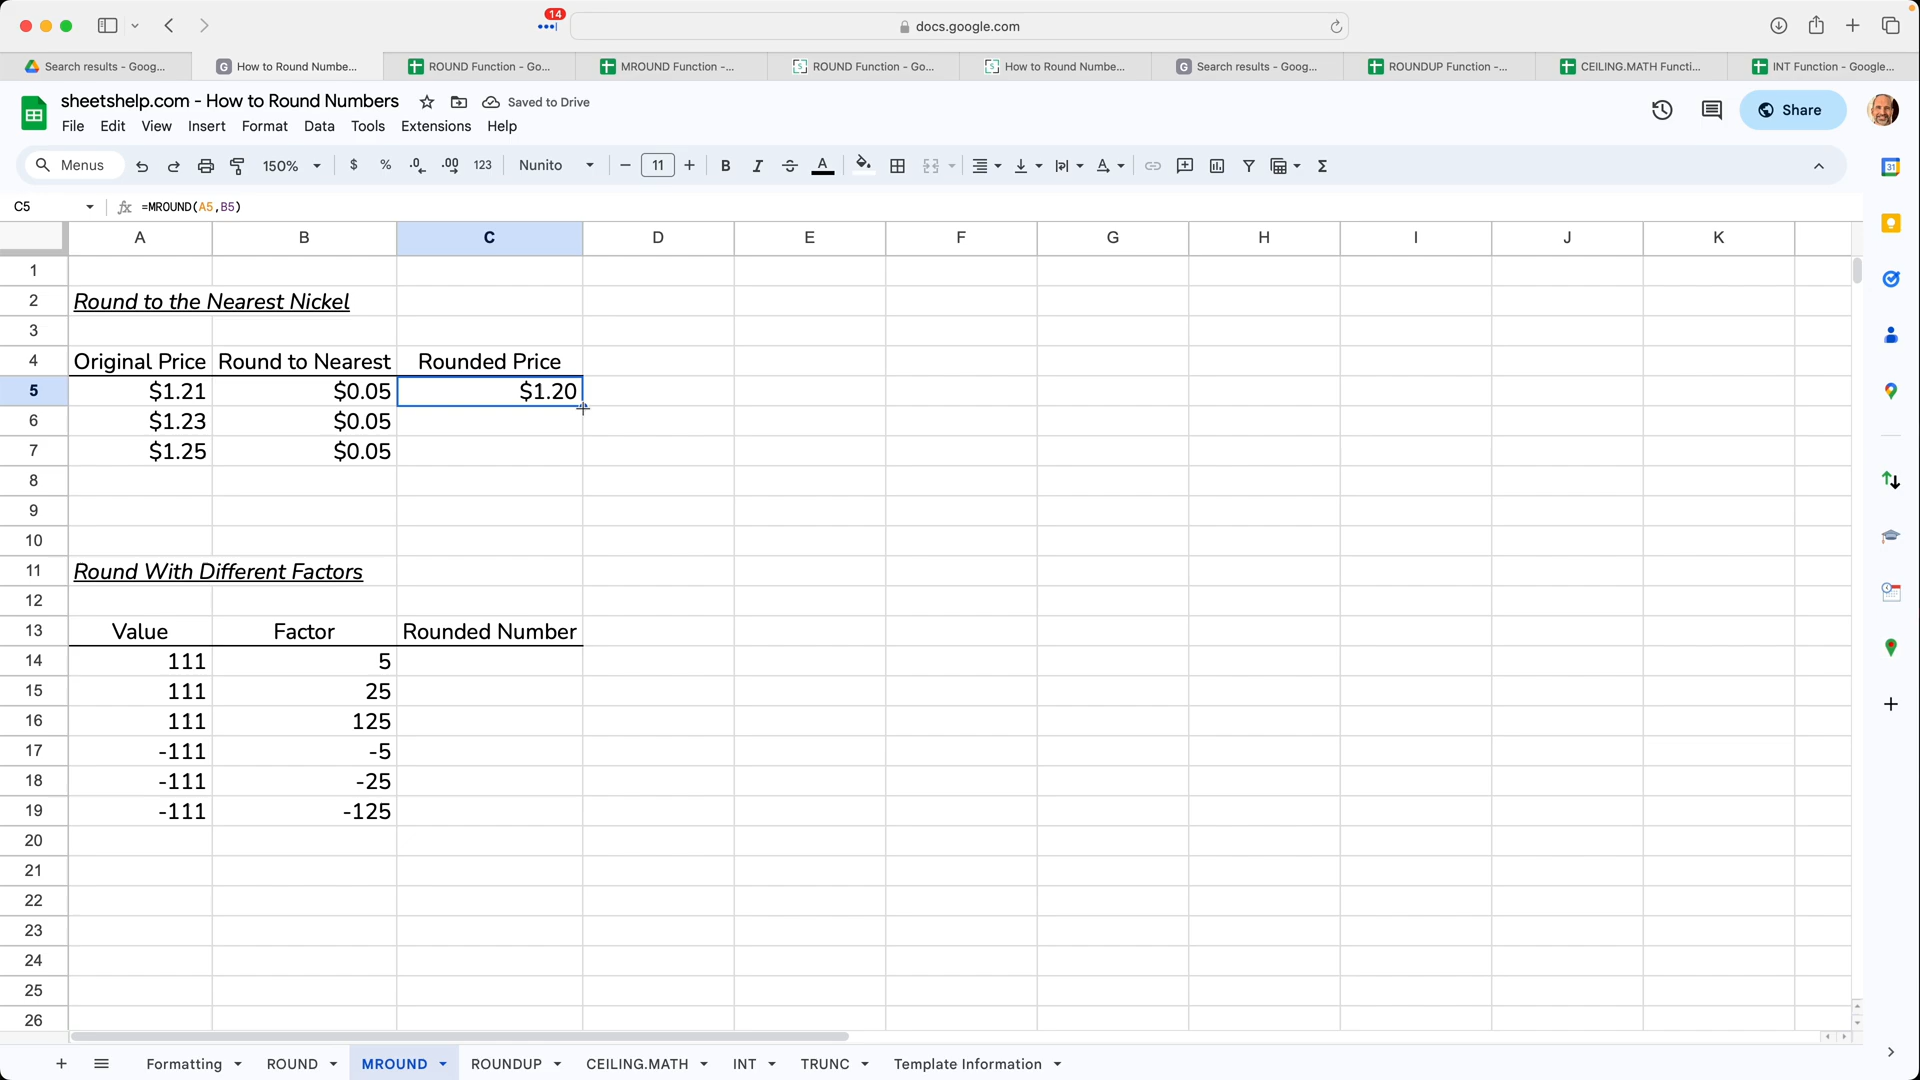 14
docs.google.com
Search results - Goog...
How to Round Numbe...
ROUND Function - Go...
MROUND Function -...
ROUND Function - Go...
How to Round Numbe...
Search results - Goog...
ROUNDUP Function -...
CEILING.MATH Functi...
INT Function - Google...
sheetshelp.com - How to Round Numbers
Saved to Drive
Share
File Edit View Insert Format Data Tools Extensions Help
Menus 150% $ % .0 .00 123 Nunito 11 B I S A
C5 fx =MROUND(A5,B5)
A B C D E F G H I J K
1
2 Round to the Nearest Nickel
3
4 Original Price Round to Nearest Rounded Price
5 $1.21 $0.05 $1.20
6 $1.23 $0.05
7 $1.25 $0.05
8
9
10
11 Round With Different Factors
12
13 Value Factor Rounded Number
14 111 5
15 111 25
16 111 125
17 -111 -5
18 -111 -25
19 -111 -125
20
21
22
23
24
25
26
Formatting ROUND MROUND ROUNDUP CEILING.MATH INT TRUNC Template Information